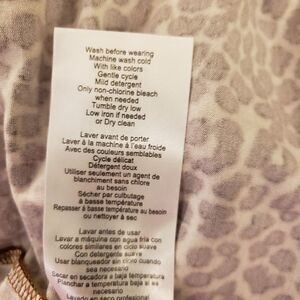 Wash before wearing
Machine wash cold
With like colors
Gentle cycle
Mild detergent
Only non-chlorine bleach
when needed
Tumble dry low
Low iron if needed
or Dry clean
Laver avant de porter
Laver à la machine à l'eau froide
Avec des couleurs semblables
Cycle délicat
Détergent doux
Utiliser seulement un agent de
blanchiment sans chlore
au besoin
Sécher par culbutage
à basse température
Repasser à basse température au besoin
ou nettoyer à sec
Lavar antes de usar
Lavar a máquina con agua fría con
colores similares en ciclo suave
Con detergente suave
Usar blanqueador sin cloro cuando
sea necesario
Secar en secadora a baja temperatura
Planchar a temperatura baja si es
necesario
Lavado en seco profesional